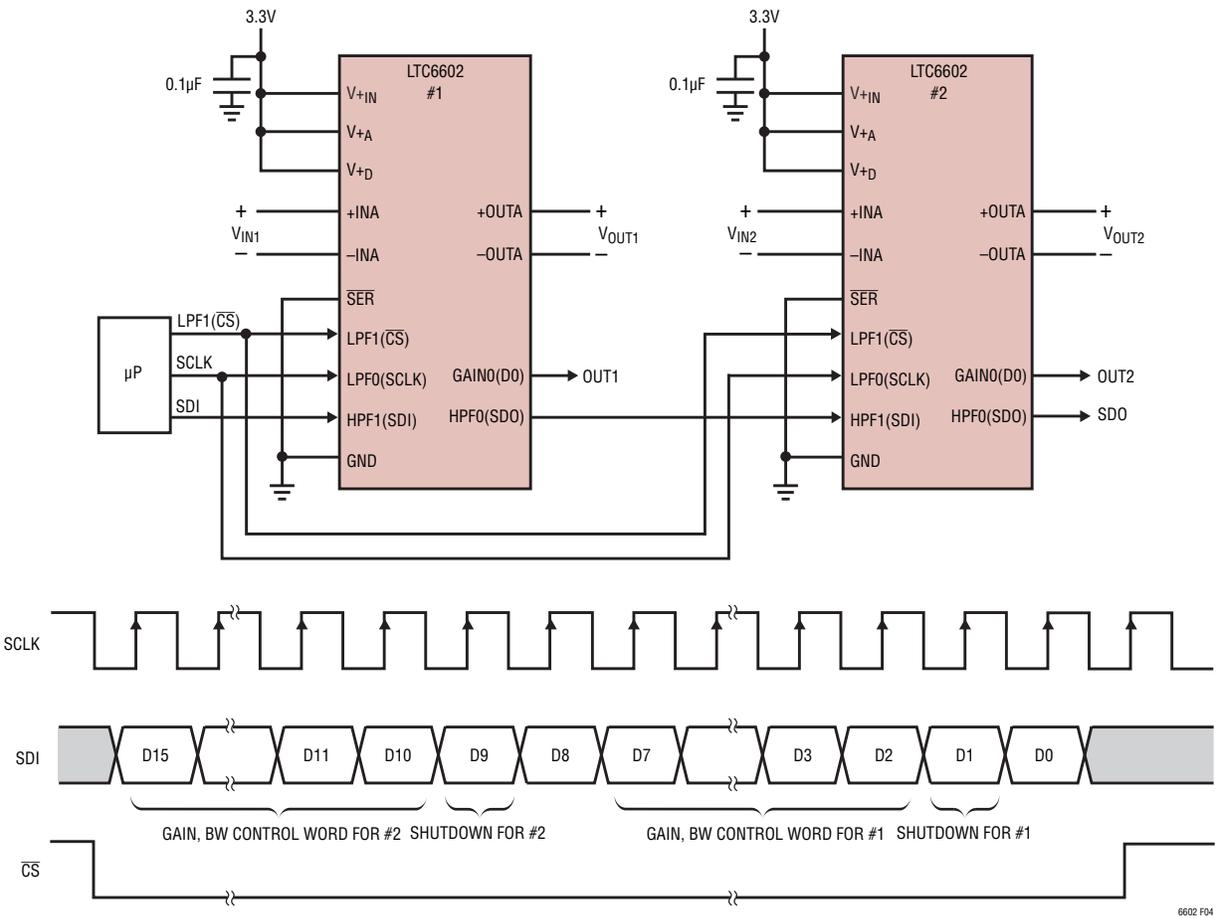 3.3V
0.1µF
LTC6602
#1
V+IN
V+A
V+D
+
+INA
+OUTA
+
VIN1
VOUT1
–
–INA
–OUTA
–
SER
µP
LPF1(CS)
SCLK
SDI
LPF1(CS)
LPF0(SCLK)
GAIN0(D0)
OUT1
HPF1(SDI)
HPF0(SDO)
GND
3.3V
0.1µF
LTC6602
#2
V+IN
V+A
V+D
+
+INA
+OUTA
+
VIN2
VOUT2
–
–INA
–OUTA
–
SER
LPF1(CS)
LPF0(SCLK)
GAIN0(D0)
OUT2
HPF1(SDI)
HPF0(SDO)
SDO
GND
SCLK
SDI
D15
D11
D10
D9
D8
D7
D3
D2
D1
D0
GAIN, BW CONTROL WORD FOR #2
SHUTDOWN FOR #2
GAIN, BW CONTROL WORD FOR #1
SHUTDOWN FOR #1
CS
6602 F04